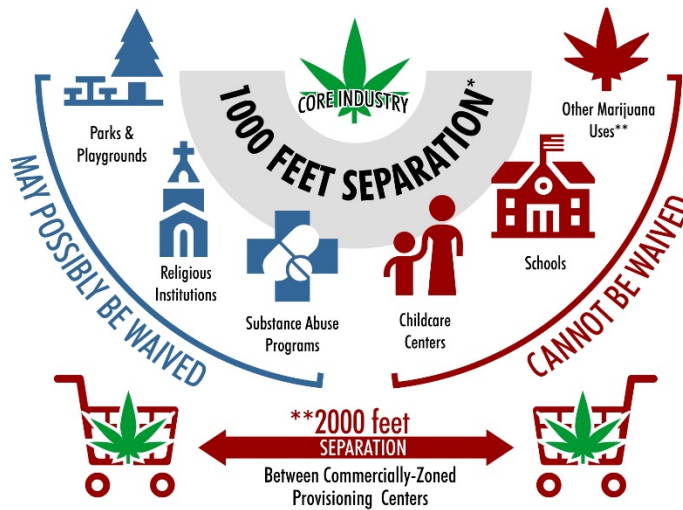 CORE INDUSTRY
1000 FEET SEPARATION*
Parks &
Playgrounds
Religious
Institutions
Substance Abuse
Programs
Childcare
Centers
Schools
Other Marijuana
Uses**
MAY POSSIBLY BE WAIVED
CANNOT BE WAIVED
**2000 feet
SEPARATION
Between Commercially-Zoned
Provisioning Centers